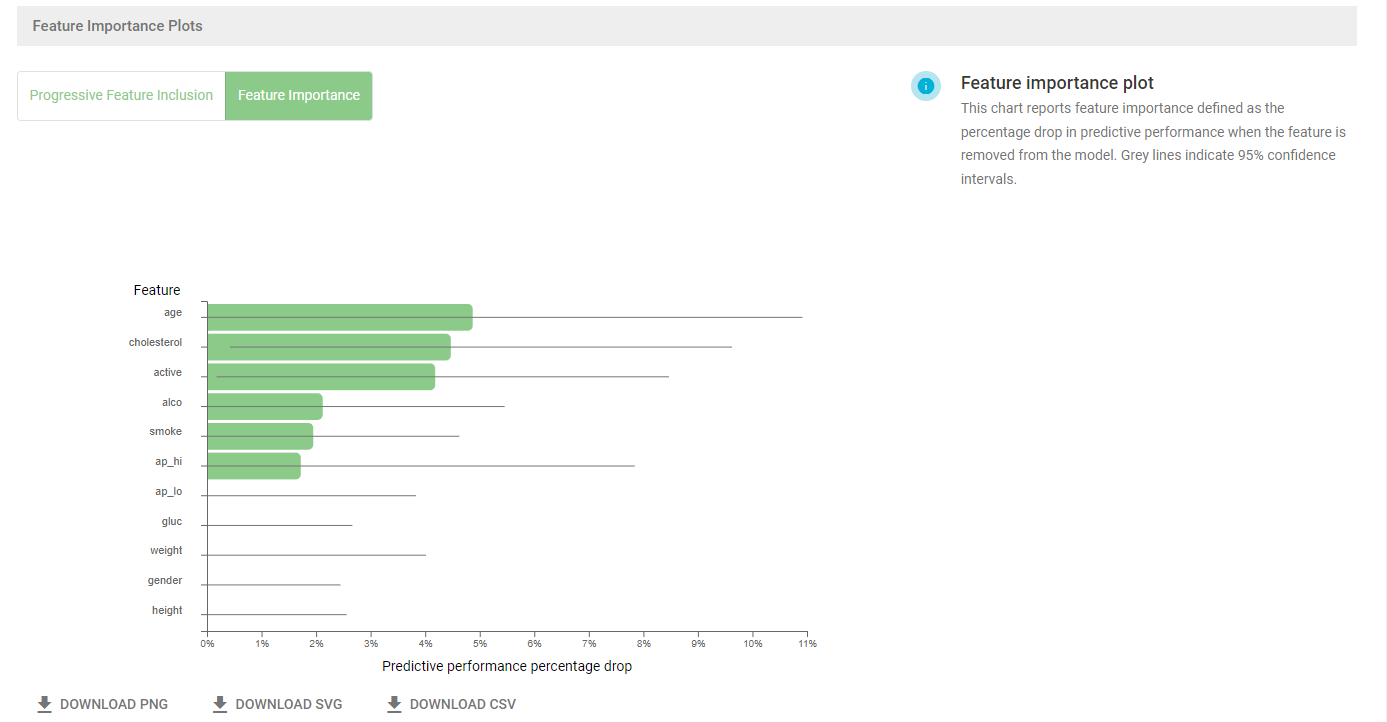 Feature Importance Plots
Progressive Feature Inclusion
Feature Importance
Feature importance plot
This chart reports feature importance defined as the
percentage drop in predictive performance when the feature is
removed from the model. Grey lines indicate 95% confidence
intervals.
Feature
age
cholesterol
active
alco
smoke
ap_hi
ap_lo
gluc
weight
gender
height
0% 1% 2% 3% 4% 5% 6% 7% 8% 9% 10% 11%
Predictive performance percentage drop
DOWNLOAD PNG DOWNLOAD SVG DOWNLOAD CSV